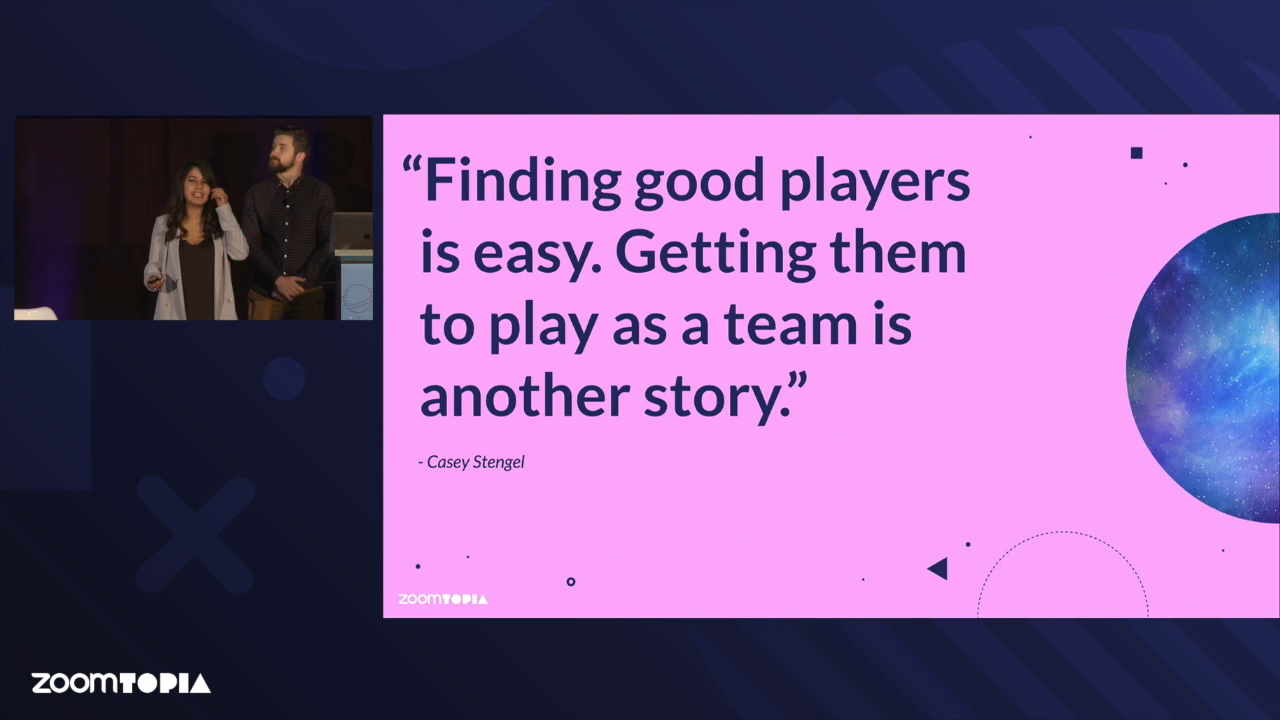 “Finding good players
is easy. Getting them
to play as a team is
another story.”
- Casey Stengel
zoomTOPIA
zoomTOPIA